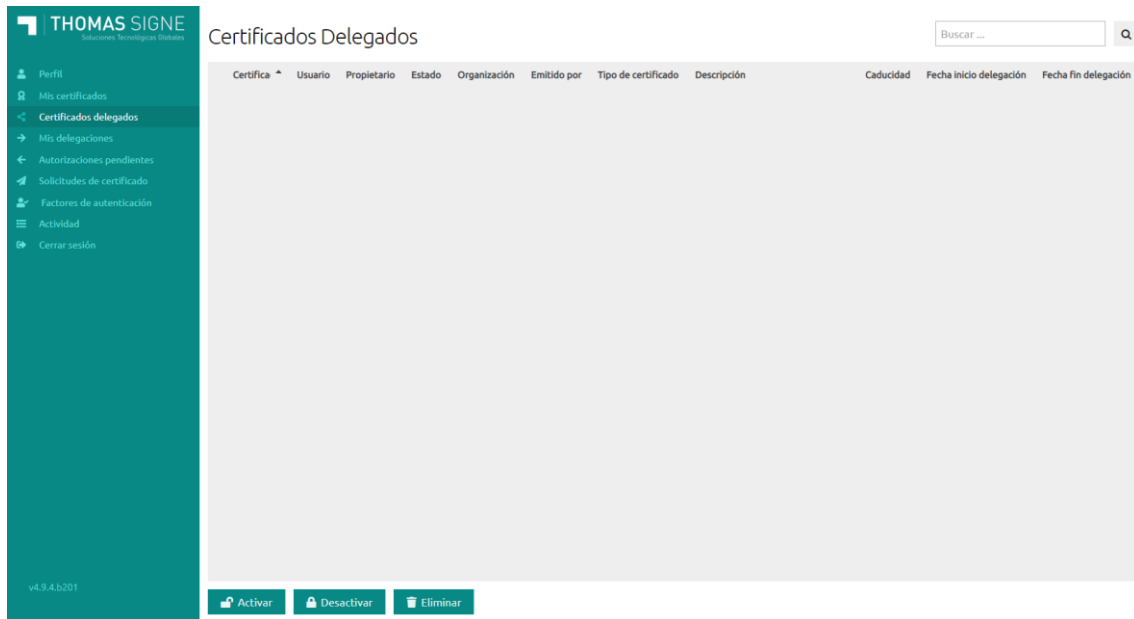 THOMAS SIGNE
Soluciones Tecnológicas Globales
Perfil
Mis certificados
Certificados delegados
Mis delegaciones
Autorizaciones pendientes
Solicitudes de certificado
Factores de autenticación
Actividad
Cerrar sesión
v4.9.4.b201
Certificados Delegados
Buscar ...
Certifica Usuario Propietario Estado Organización Emitido por Tipo de certificado Descripción Caducidad Fecha inicio delegación Fecha fin delegación
Activar Desactivar Eliminar